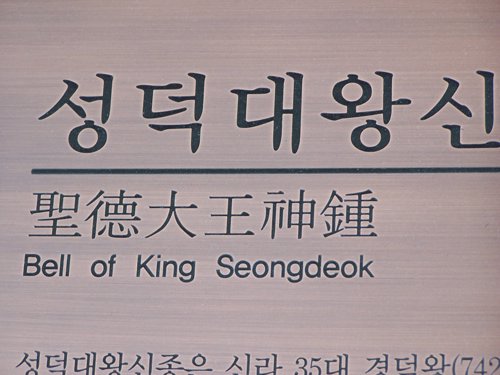 성덕대왕신
聖德大王神鍾
Bell of King Seongdeok
성덕대왕신종은 신라 35대 경덕왕(742